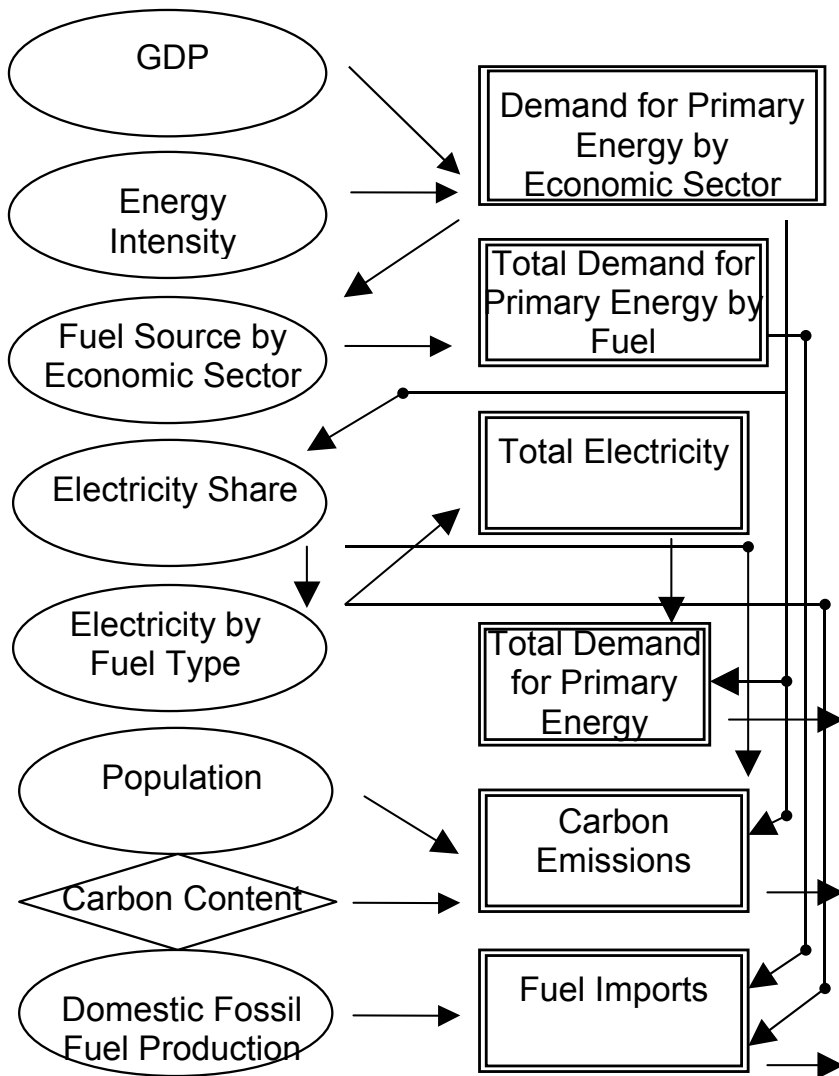 GDP
Demand for Primary
Energy by
Economic Sector
Energy
Intensity
Total Demand for
Primary Energy by
Fuel
Fuel Source by
Economic Sector
Total Electricity
Electricity Share
Electricity by
Fuel Type
Total Demand
for Primary
Energy
Population
Carbon
Emissions
Carbon Content
Fuel Imports
Domestic Fossil
Fuel Production